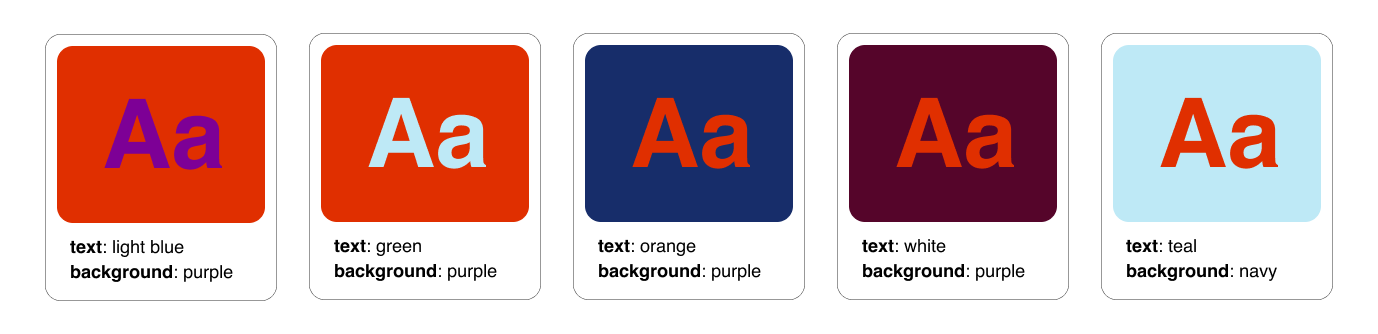 Aa
text: light blue
background: purple
Aa
text: green
background: purple
Aa
text: orange
background: purple
Aa
text: white
background: purple
Aa
text: teal
background: navy